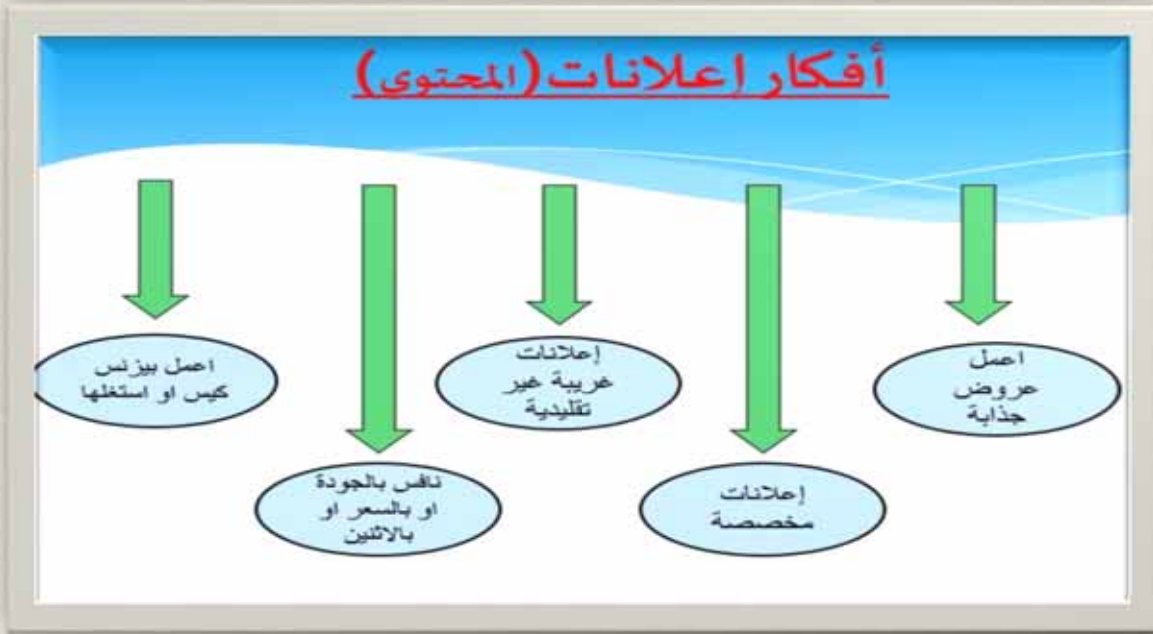 أفكار إعلانات (المحتوى)
اعمل
عروض
جذابة
إعلانات
مخصصة
إعلانات
غريبة غير
تقليدية
نافس بالجودة
او بالسعر او
بالاثنين
اعمل بيزنس
كيس او استغلها